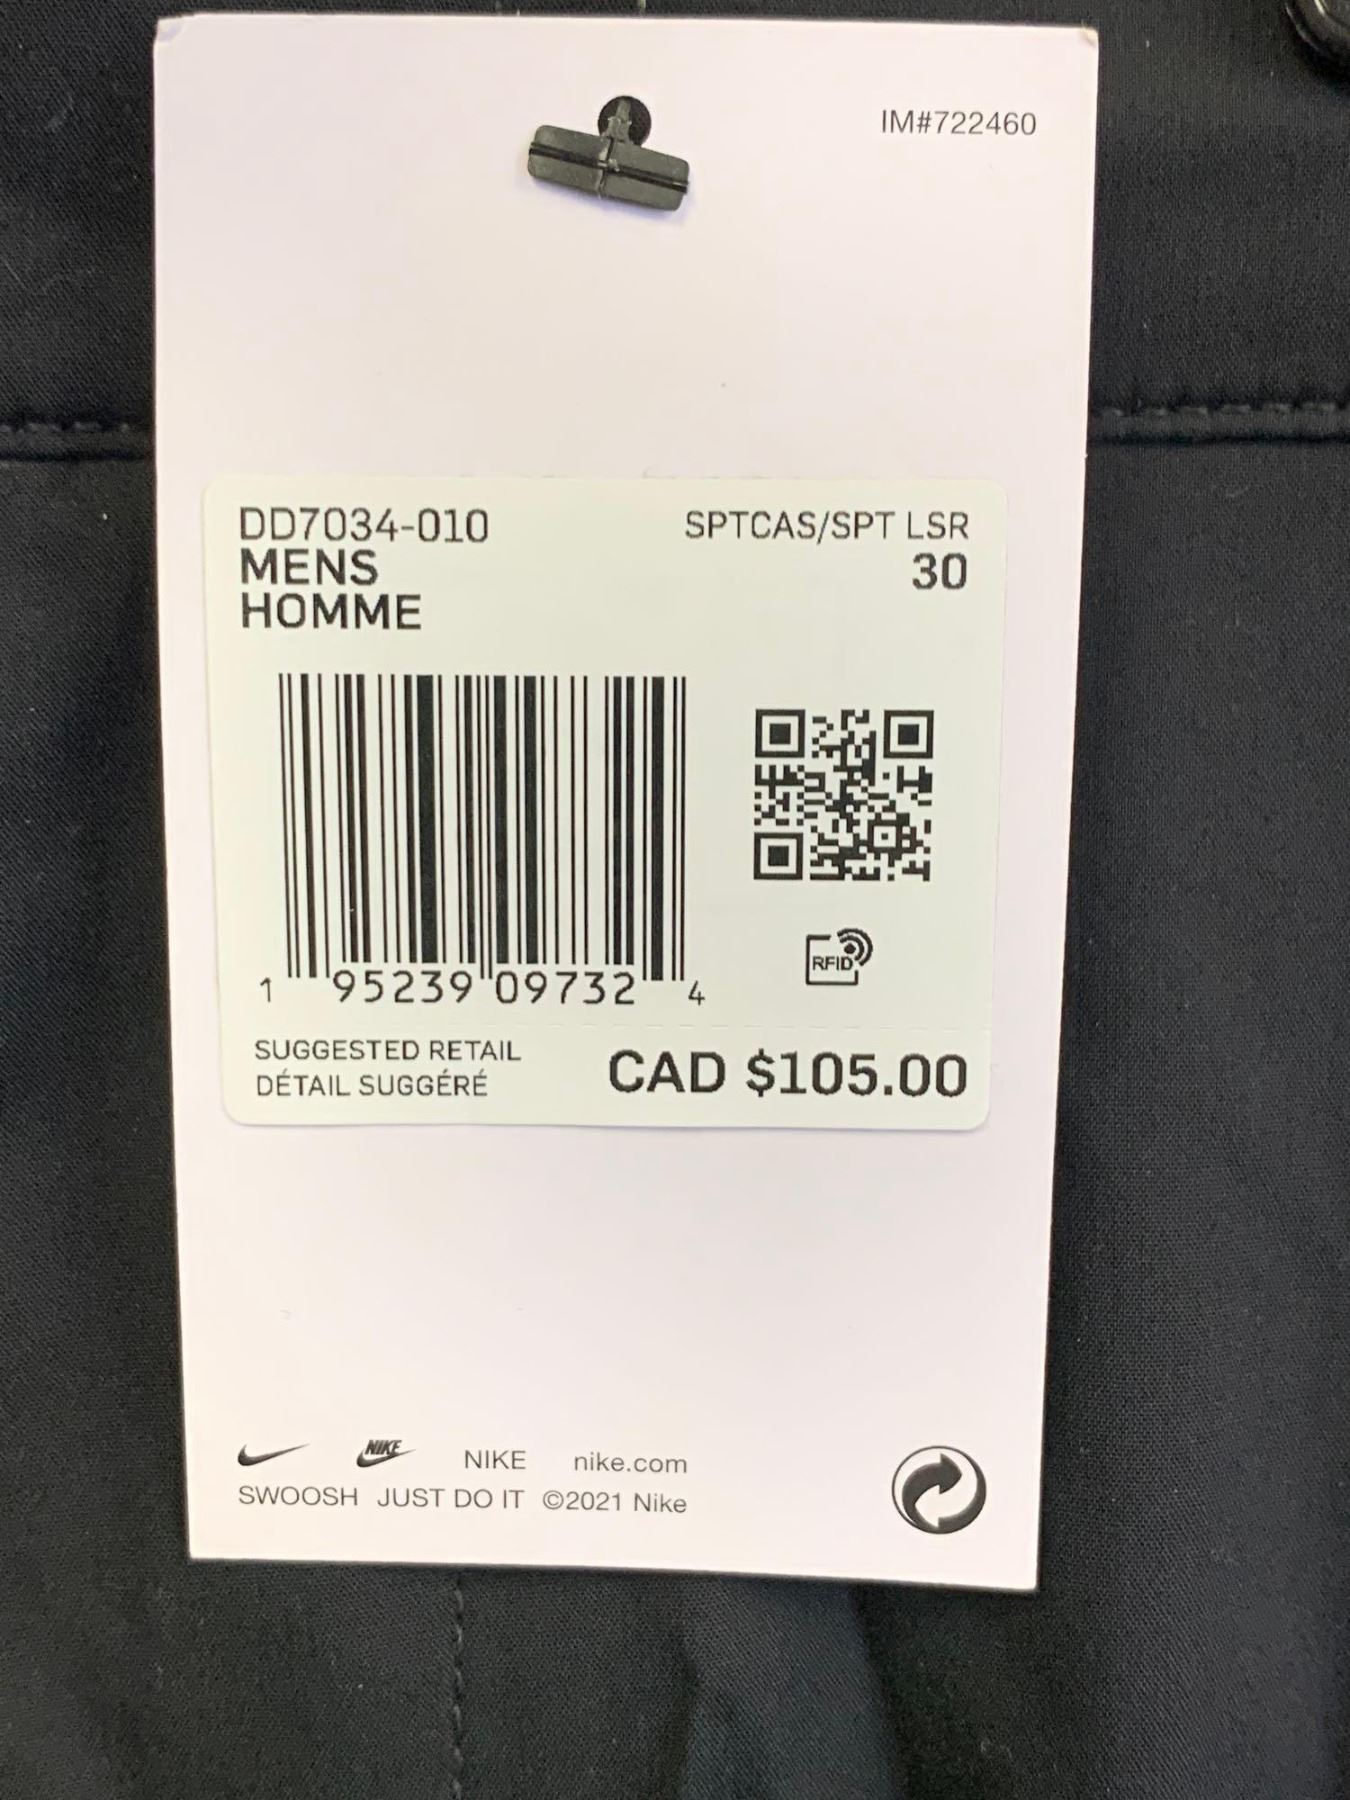 IM#722460
DD7034-010 SPTCAS/SPT LSR
MENS 30
HOMME
1 95239 09732 4
RFID
SUGGESTED RETAIL
DÉTAIL SUGGÉRÉ
CAD $105.00
NIKE NIKE nike.com
SWOOSH JUST DO IT ©2021 Nike